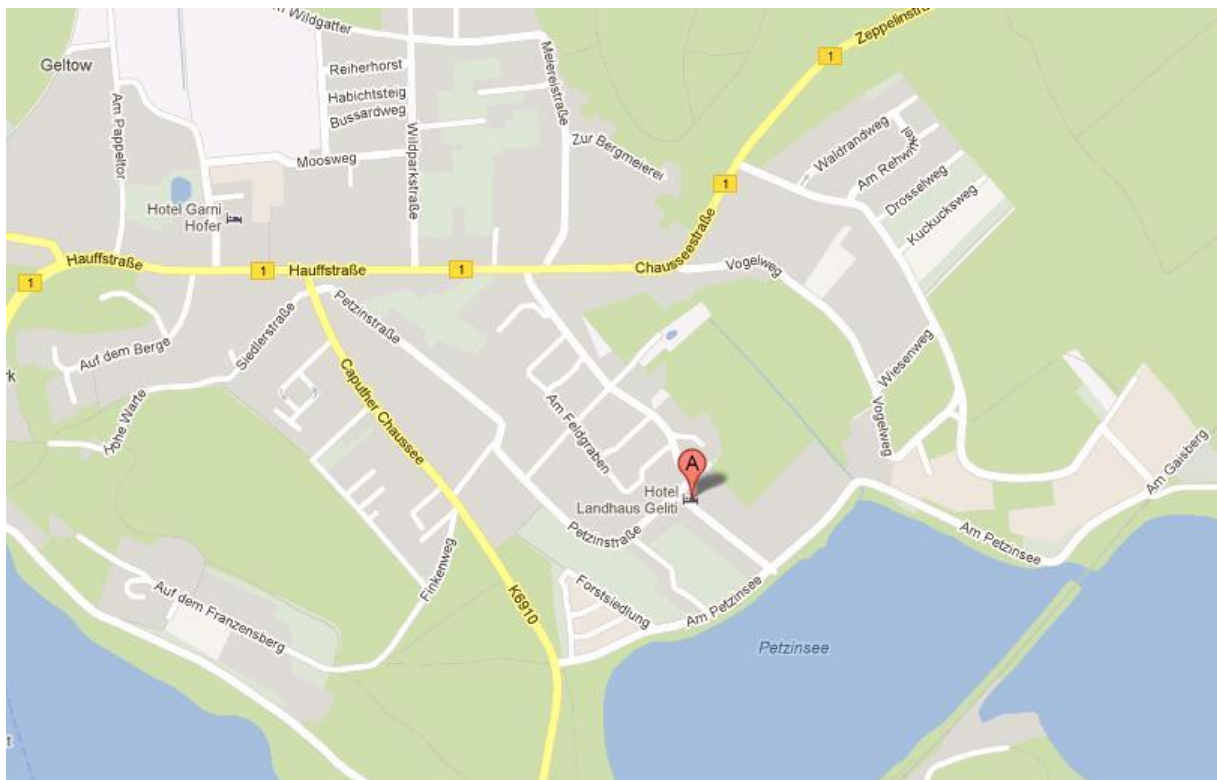 Wildgatter
Zeppelinstraße
1
Geltow
Reiherhorst
Habichtsteig
Bussardweg
Meiereistraße
Am Pappeltor
Wildparkstraße
Moosweg
Zur Bergmeierei
Waldrandweg
Am Rehwinkel
Drosselweg
Kuckucksweg
1
Hotel Garni
Hofer
Hauffstraße
1
1
Hauffstraße
1
Chausseestraße
Vogelweg
Petzinstraße
Siedlerstraße
Auf dem Berge
Wiesenweg
Caputher Chaussee
Hohe Warte
Am Feldgraben
Vogelweg
A
Hotel
Landhaus Geliti
Am Gaisberg
Petzinstraße
Am Petzinsee
Finkenweg
Forstsiedlung
Auf dem Franzensberg
K6910
Am Petzinsee
Petzinsee